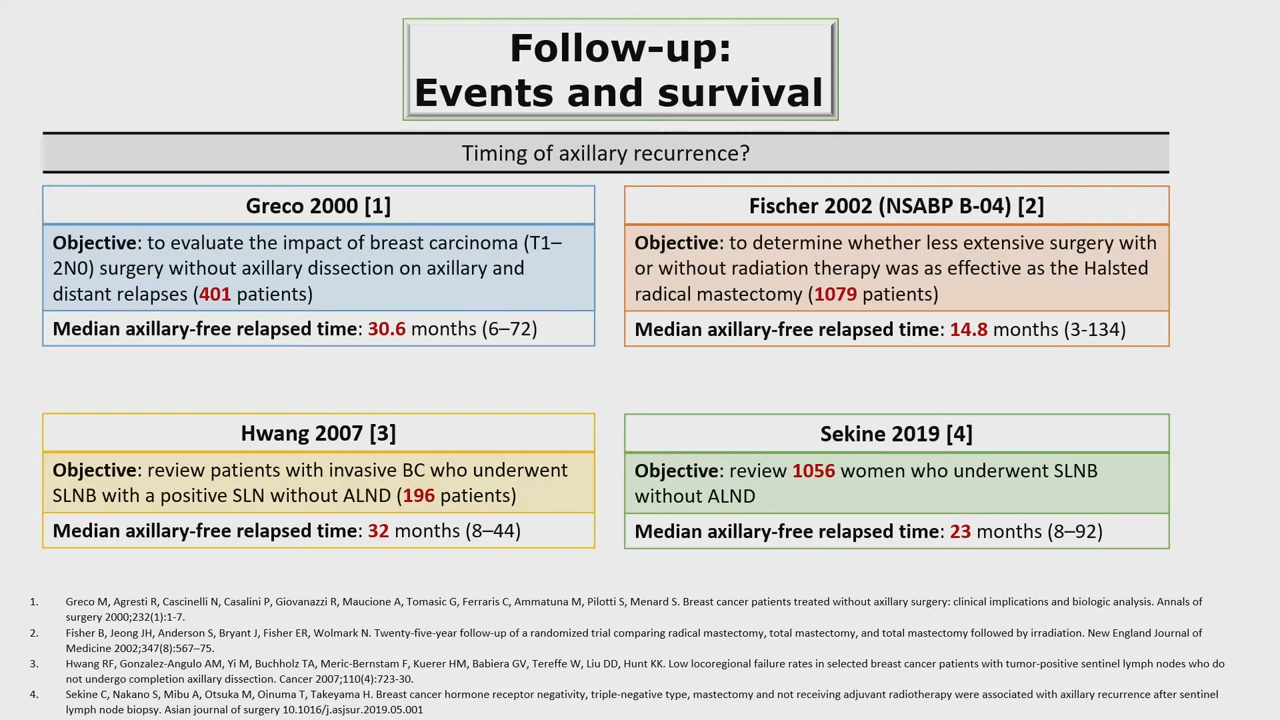 Follow-up:
Events and survival
Timing of axillary recurrence?
Greco 2000 [1]
Objective: to evaluate the impact of breast carcinoma (T1–
2N0) surgery without axillary dissection on axillary and
distant relapses (401 patients)
Median axillary-free relapsed time: 30.6 months (6–72)
Fischer 2002 (NSABP B-04) [2]
Objective: to determine whether less extensive surgery with
or without radiation therapy was as effective as the Halsted
radical mastectomy (1079 patients)
Median axillary-free relapsed time: 14.8 months (3-134)
Hwang 2007 [3]
Objective: review patients with invasive BC who underwent
SLNB with a positive SLN without ALND (196 patients)
Median axillary-free relapsed time: 32 months (8–44)
Sekine 2019 [4]
Objective: review 1056 women who underwent SLNB
without ALND
Median axillary-free relapsed time: 23 months (8–92)
1. Greco M, Agresti R, Cascinelli N, Casalini P, Giovanazzi R, Maucione A, Tomasic G, Ferraris C, Ammatuna M, Pilotti S, Menard S. Breast cancer patients treated without axillary surgery: clinical implications and biologic analysis. Annals of
surgery 2000;232(1):1-7.
2. Fisher B, Jeong JH, Anderson S, Bryant J, Fisher ER, Wolmark N. Twenty-five-year follow-up of a randomized trial comparing radical mastectomy, total mastectomy, and total mastectomy followed by irradiation. New England Journal of
Medicine 2002;347(8):567–75.
3. Hwang RF, Gonzalez-Angulo AM, Yi M, Buchholz TA, Meric-Bernstam F, Kuerer HM, Babiera GV, Tereffe W, Liu DD, Hunt KK. Low locoregional failure rates in selected breast cancer patients with tumor-positive sentinel lymph nodes who do
not undergo completion axillary dissection. Cancer 2007;110(4):723-30.
4. Sekine C, Nakano S, Mibu A, Otsuka M, Oinuma T, Takeyama H. Breast cancer hormone receptor negativity, triple-negative type, mastectomy and not receiving adjuvant radiotherapy were associated with axillary recurrence after sentinel
lymph node biopsy. Asian journal of surgery 10.1016/j.asjsur.2019.05.001